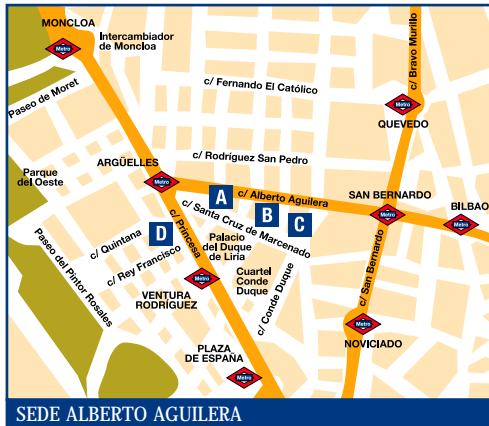 MONCLOA
Metro
Intercambiador
de Moncloa
c/ Bravo Murillo
c/ Fernando El Católico
Paseo de Moret
Metro
QUEVEDO
Parque
del Oeste
ARGÜELLES
Metro
c/ Rodríguez San Pedro
c/ Alberto Aguilera
SAN BERNARDO
Metro
BILBAO
Metro
A
B
C
D
c/ Santa Cruz de Marcenado
c/ Princesa
c/ Quintana
c/ Rey Francisco
Paseo del Pintor Rosales
Palacio
del Duque
de Liria
Cuartel
Conde
Duque
c/ Conde Duque
c/ San Bernardo
Metro
VENTURA
RODRÍGUEZ
Metro
NOVICIADO
PLAZA
DE ESPAÑA
Metro
SEDE ALBERTO AGUILERA